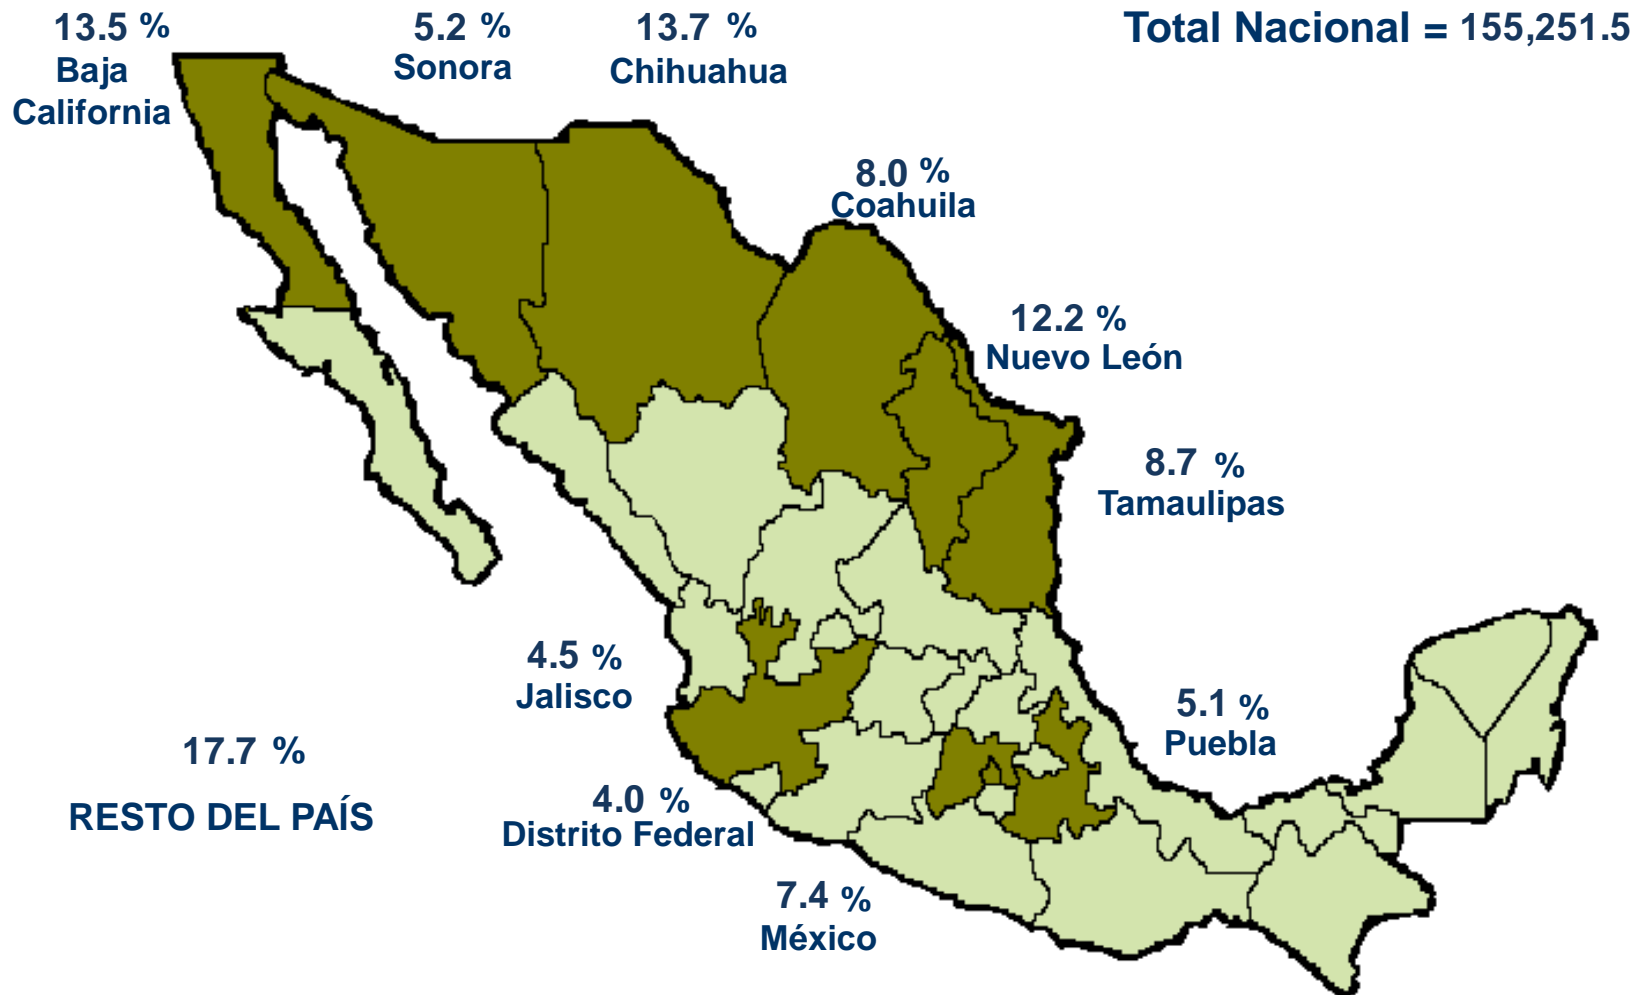 13.5 %
Baja
California
5.2 %
Sonora
13.7 %
Chihuahua
Total Nacional = 155,251.5
8.0 %
Coahuila
12.2 %
Nuevo León
8.7 %
Tamaulipas
4.5 %
Jalisco
5.1 %
Puebla
17.7 %
RESTO DEL PAÍS
4.0 %
Distrito Federal
7.4 %
México